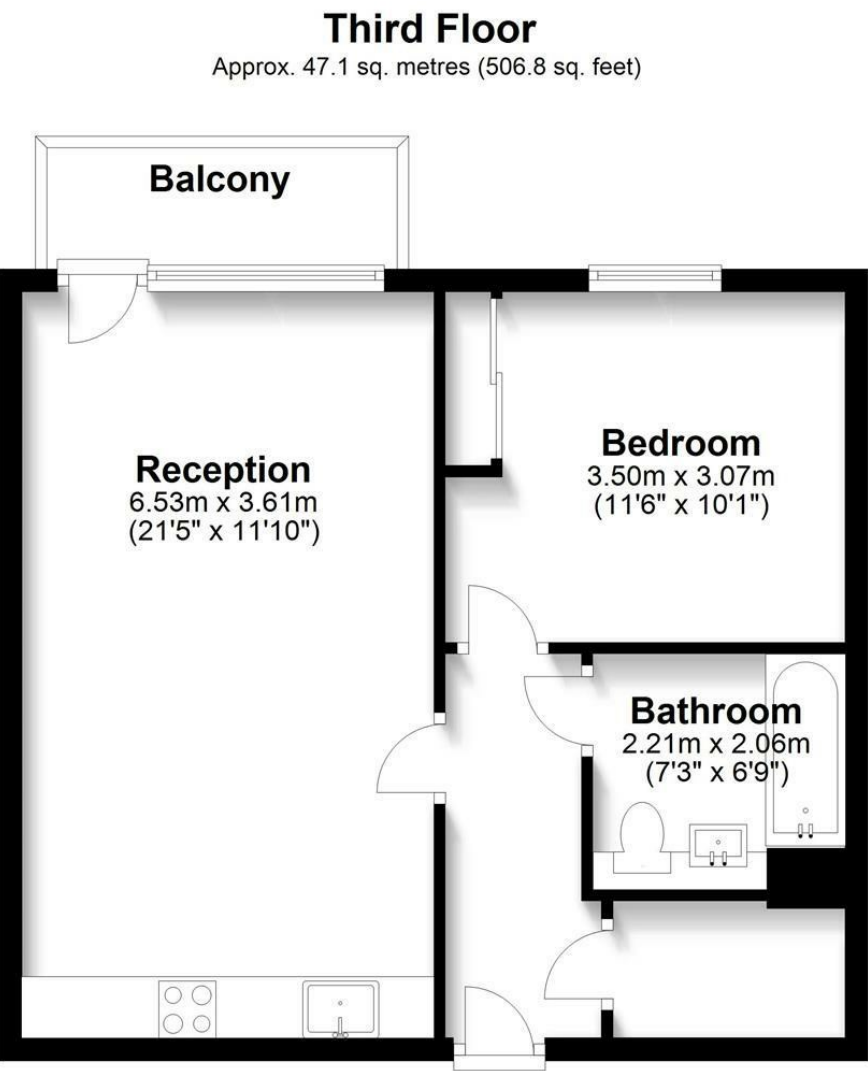 Third Floor
Approx. 47.1 sq. metres (506.8 sq. feet)
Balcony
Reception
6.53m x 3.61m
(21'5" x 11'10")
Bedroom
3.50m x 3.07m
(11'6" x 10'1")
Bathroom
2.21m x 2.06m
(7'3" x 6'9")